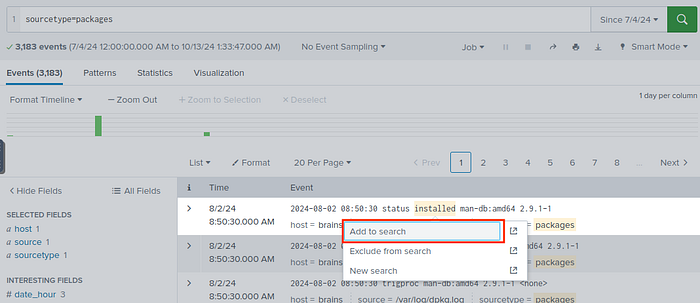 1 sourcetype=packages
Since 7/4/24
3,183 events (7/4/24 12:00:00.000 AM to 10/13/24 1:33:47.000 AM) No Event Sampling Job Smart Mode
Events (3,183) Patterns Statistics Visualization
Format Timeline — Zoom Out + Zoom to Selection × Deselect 1 day per column
List Format 20 Per Page < Prev 1 2 3 4 5 6 7 8 ... Next >
< Hide Fields All Fields i Time Event
SELECTED FIELDS
a host 1
a source 1
a sourcetype 1
INTERESTING FIELDS
# date_hour 3
> 8/2/24 2024-08-02 08:50:30 status installed man-db:amd64 2.9.1-1
8:50:30.000 AM host = brains = packages
Add to search
> 8/2/24 amd64 2.9.1-1
Exclude from search
8:50:30.000 AM host = brains = packages
New search
> 8/2/24 2024-08-02 08:50:30 trigproc man-db:amd64 2.9.1-1 <none>
8:50:30.000 AM host = brains source = /var/log/dpkg.log sourcetype = packages